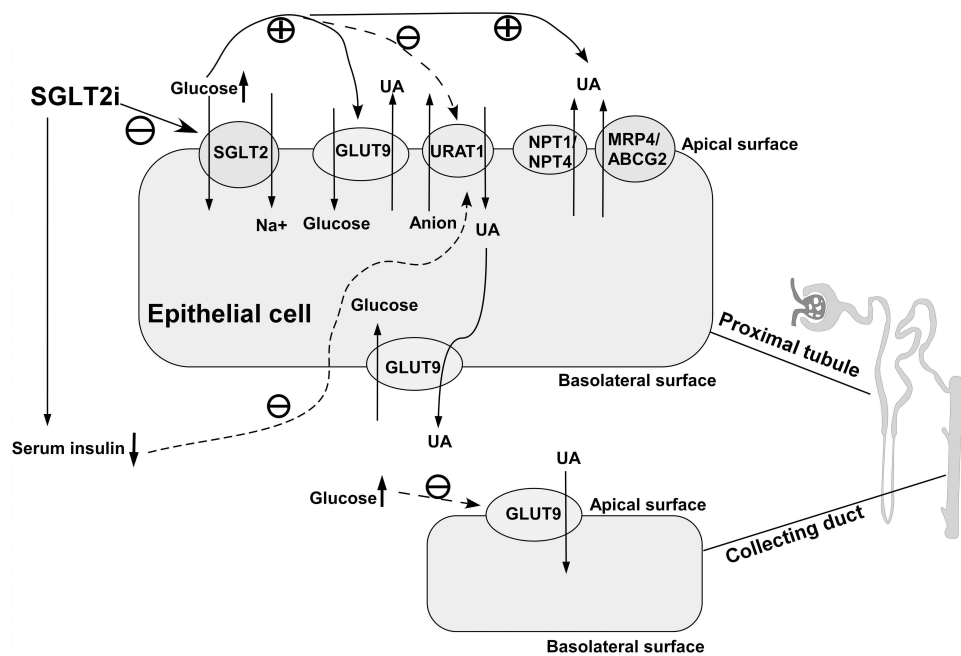 Glucose
UA
UA
SGLT2i
SGLT2
GLUT9
URAT1
NPT1/
NPT4
MRP4/
ABCG2
Apical surface
Na+
Glucose
Anion
UA
Epithelial cell
Glucose
GLUT9
Basolateral surface
Proximal tubule
Serum insulin
UA
UA
Glucose
GLUT9
Apical surface
Collecting duct
Basolateral surface